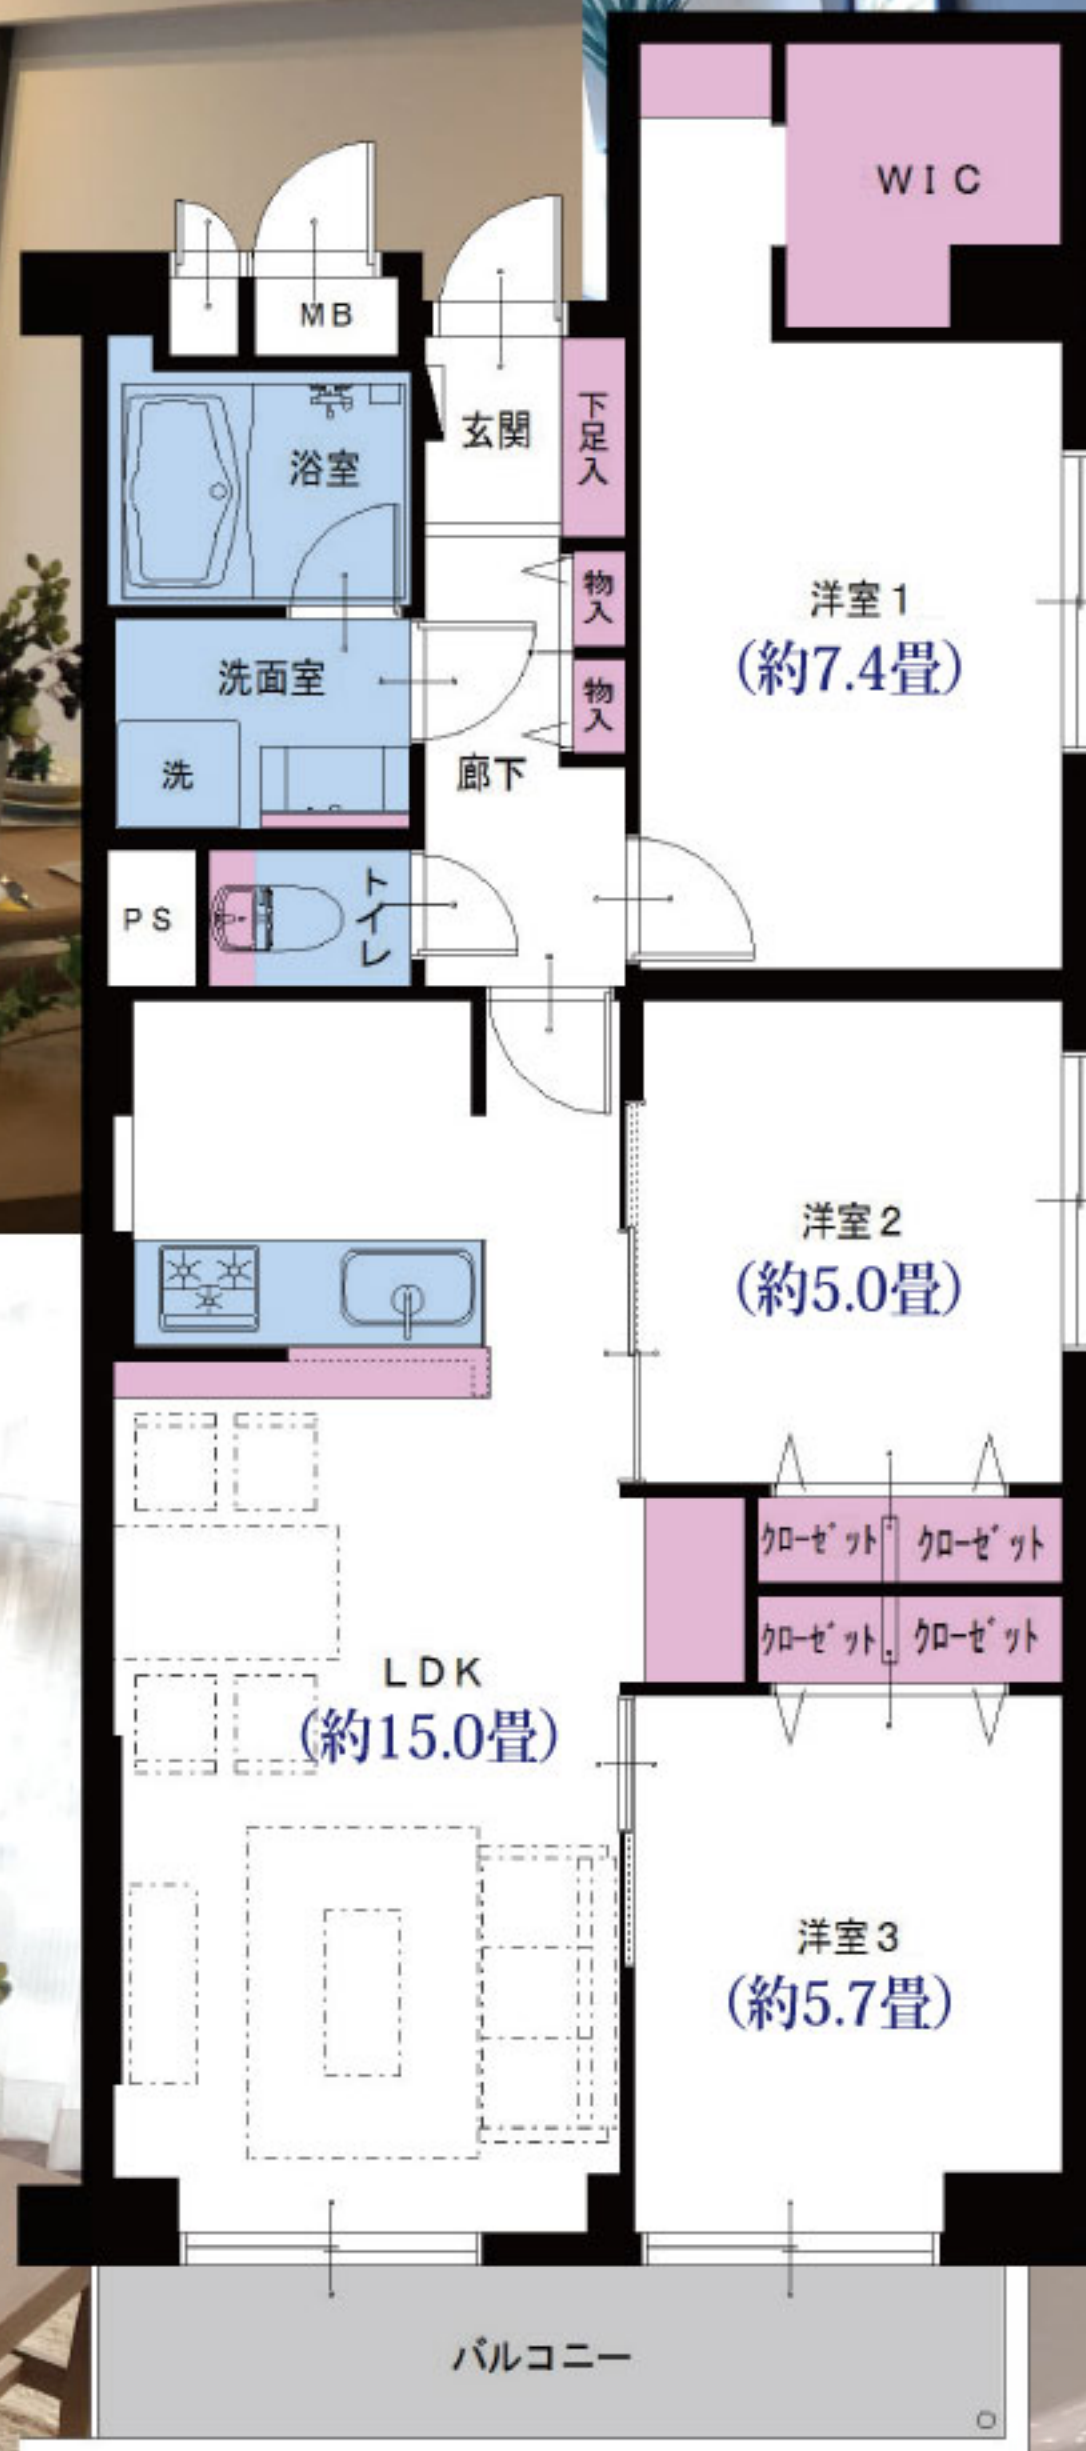 WIC
MB
玄関
下足入
浴室
物入
洋室1
(約7.4畳)
洗面室
物入
洗
廊下
PS
トイレ
洋室2
(約5.0畳)
クローゼット クローゼット
クローゼット クローゼット
LDK
(約15.0畳)
洋室3
(約5.7畳)
バルコニー